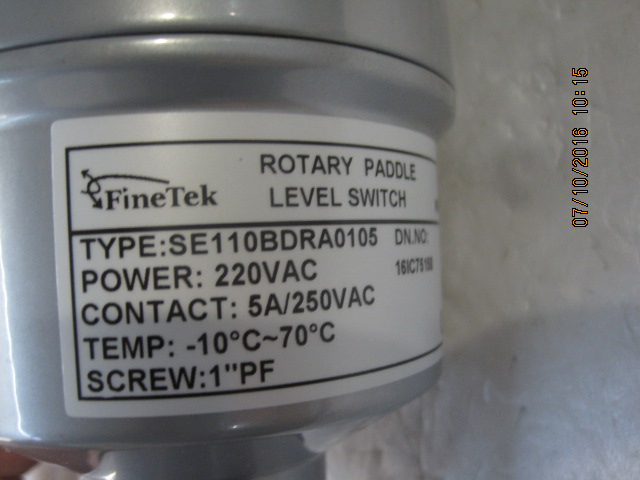 FineTek
ROTARY PADDLE
LEVEL SWITCH
TYPE:SE110BDRA0105 DN.NO:
POWER: 220VAC
CONTACT: 5A/250VAC
TEMP: -10°C~70°C
SCREW:1"PF
07/10/2016 10:15